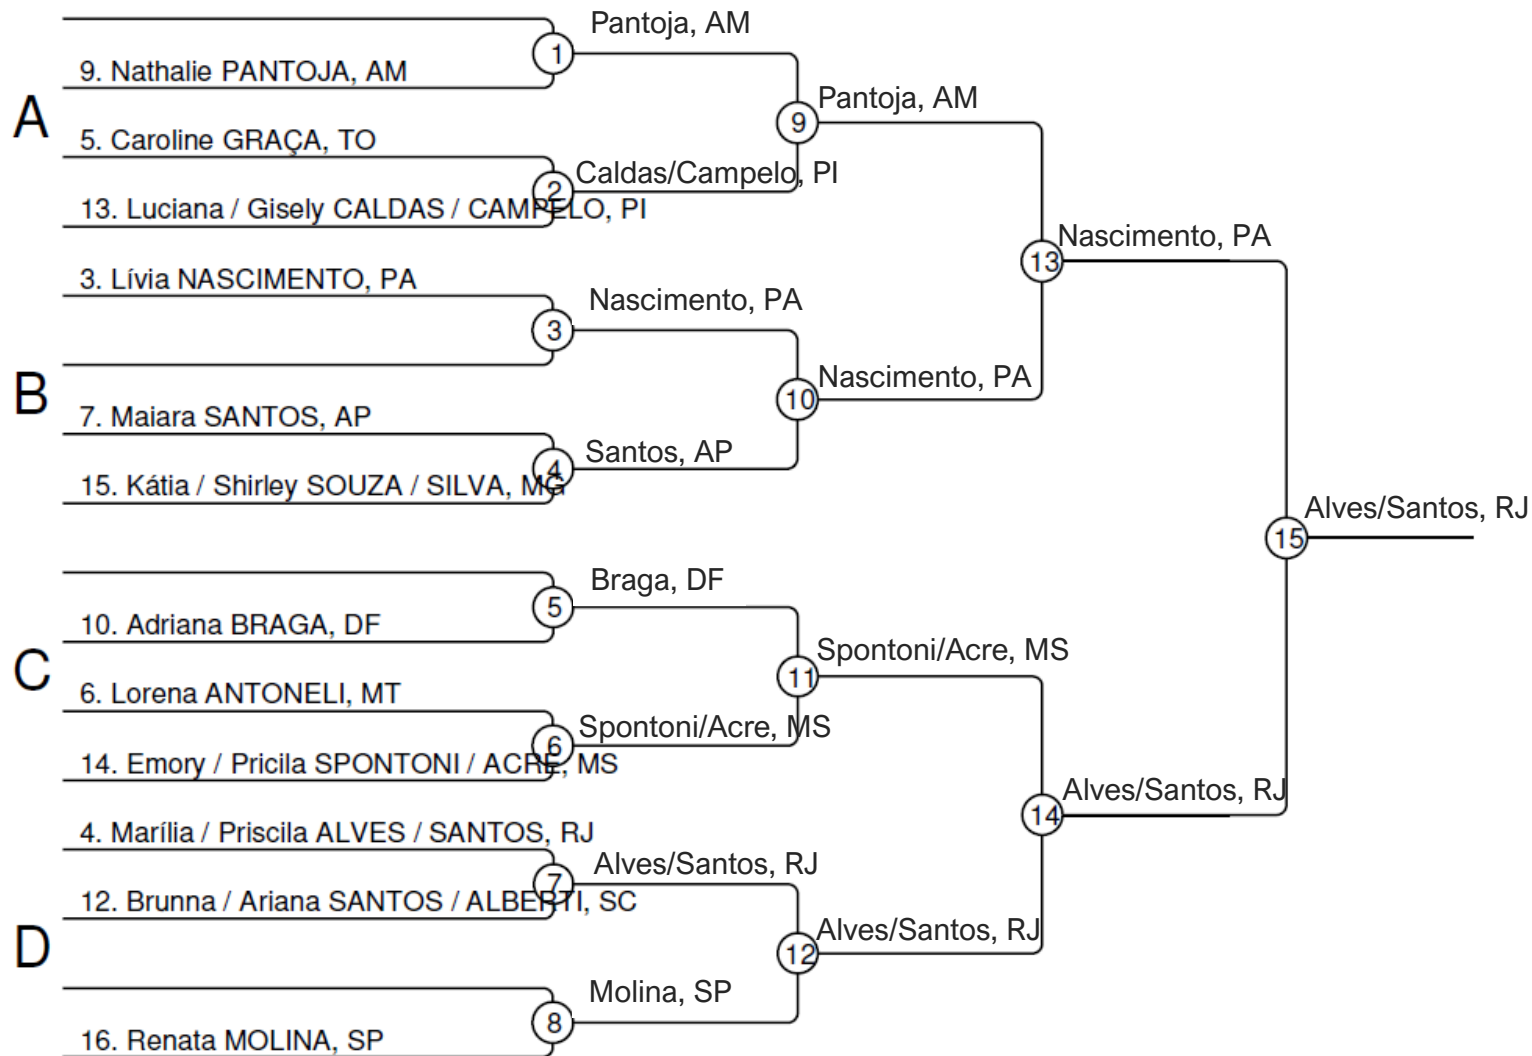 Pantoja, AM
1
9. Nathalie PANTOJA, AM
A
Pantoja, AM
9
5. Caroline GRAÇA, TO
2
Caldas/Campelo, PI
13. Luciana / Gisely CALDAS / CAMPELO, PI
Nascimento, PA
13
3. Lívia NASCIMENTO, PA
Nascimento, PA
3
B
Nascimento, PA
10
7. Maiara SANTOS, AP
Santos, AP
4
15. Kátia / Shirley SOUZA / SILVA, MG
Alves/Santos, RJ
15
Braga, DF
5
10. Adriana BRAGA, DF
C
Spontoni/Acre, MS
11
6. Lorena ANTONELI, MT
Spontoni/Acre, MS
6
14. Emory / Pricila SPONTONI / ACRE, MS
Alves/Santos, RJ
14
4. Marília / Priscila ALVES / SANTOS, RJ
Alves/Santos, RJ
7
12. Brunna / Ariana SANTOS / ALBERTI, SC
D
Alves/Santos, RJ
12
Molina, SP
8
16. Renata MOLINA, SP